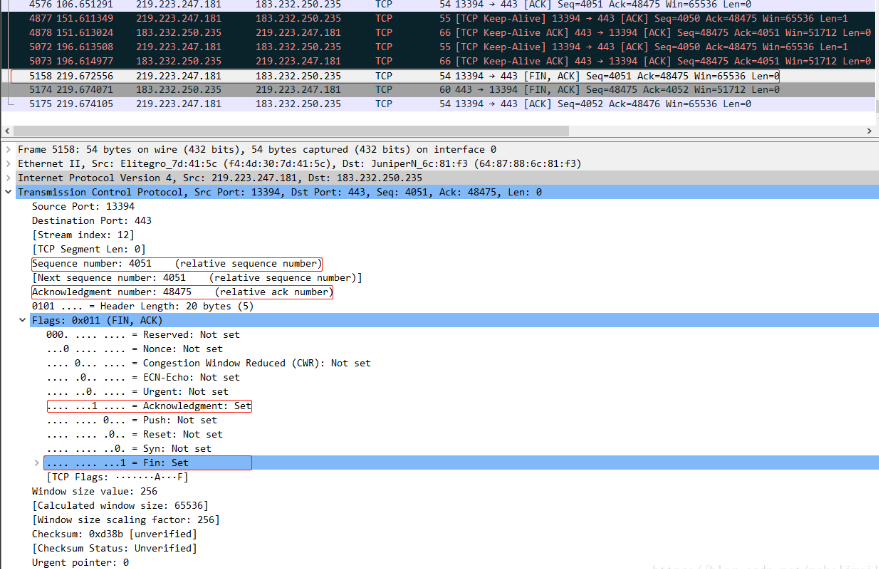 4576 106.651291 219.223.247.181 183.232.250.235 TCP 54 13394 → 443 [ACK] Seq=4051 Ack=48475 Win=65536 Len=0
4877 151.611349 219.223.247.181 183.232.250.235 TCP 55 [TCP Keep-Alive] 13394 → 443 [ACK] Seq=4050 Ack=48475 Win=65536 Len=1
4878 151.613024 183.232.250.235 219.223.247.181 TCP 66 [TCP Keep-Alive ACK] 443 → 13394 [ACK] Seq=48475 Ack=4051 Win=51712 Len=0
5072 196.613508 219.223.247.181 183.232.250.235 TCP 55 [TCP Keep-Alive] 13394 → 443 [ACK] Seq=4050 Ack=48475 Win=65536 Len=1
5073 196.614977 183.232.250.235 219.223.247.181 TCP 66 [TCP Keep-Alive ACK] 443 → 13394 [ACK] Seq=48475 Ack=4051 Win=51712 Len=0
5158 219.672556 219.223.247.181 183.232.250.235 TCP 54 13394 → 443 [FIN, ACK] Seq=4051 Ack=48475 Win=65536 Len=0
5174 219.674071 183.232.250.235 219.223.247.181 TCP 60 443 → 13394 [FIN, ACK] Seq=48475 Ack=4052 Win=51712 Len=0
5175 219.674105 219.223.247.181 183.232.250.235 TCP 54 13394 → 443 [ACK] Seq=4052 Ack=48476 Win=65536 Len=0
Frame 5158: 54 bytes on wire (432 bits), 54 bytes captured (432 bits) on interface 0
Ethernet II, Src: Elitegro_7d:41:5c (f4:4d:30:7d:41:5c), Dst: JuniperN_6c:81:f3 (64:87:88:6c:81:f3)
Internet Protocol Version 4, Src: 219.223.247.181, Dst: 183.232.250.235
Transmission Control Protocol, Src Port: 13394, Dst Port: 443, Seq: 4051, Ack: 48475, Len: 0
Source Port: 13394
Destination Port: 443
[Stream index: 12]
[TCP Segment Len: 0]
Sequence number: 4051 (relative sequence number)
[Next sequence number: 4051 (relative sequence number)]
Acknowledgment number: 48475 (relative ack number)
0101 .... = Header Length: 20 bytes (5)
Flags: 0x011 (FIN, ACK)
000. .... .... = Reserved: Not set
...0 .... .... = Nonce: Not set
.... 0... .... = Congestion Window Reduced (CWR): Not set
.... .0.. .... = ECN-Echo: Not set
.... ..0. .... = Urgent: Not set
.... ...1 .... = Acknowledgment: Set
.... .... 0... = Push: Not set
.... .... .0.. = Reset: Not set
.... .... ..0. = Syn: Not set
.... .... ...1 = Fin: Set
[TCP Flags: ·······A···F]
Window size value: 256
[Calculated window size: 65536]
[Window size scaling factor: 256]
Checksum: 0xd38b [unverified]
[Checksum Status: Unverified]
Urgent pointer: 0